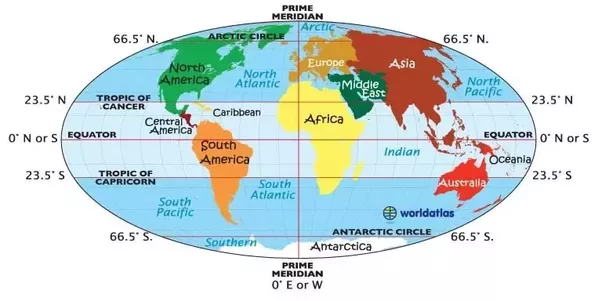 PRIME
MERIDIAN
Arctic
66.5° N.
ARCTIC CIRCLE
66.5° N.
North
America
Europe
Asia
North
Atlantic
Middle
East
North
Pacific
23.5° N
TROPIC OF
CANCER
23.5° N
Caribbean
Central
America
Africa
0° N or S
EQUATOR
0° N or S
South
America
Indian
Oceania
23.5° S
TROPIC OF
CAPRICORN
Australia
23.5° S
South
Atlantic
South
Pacific
worldatlas
66.5° S.
Southern
ANTARCTIC CIRCLE
66.5° S.
Antarctica
PRIME
MERIDIAN
0° E or W